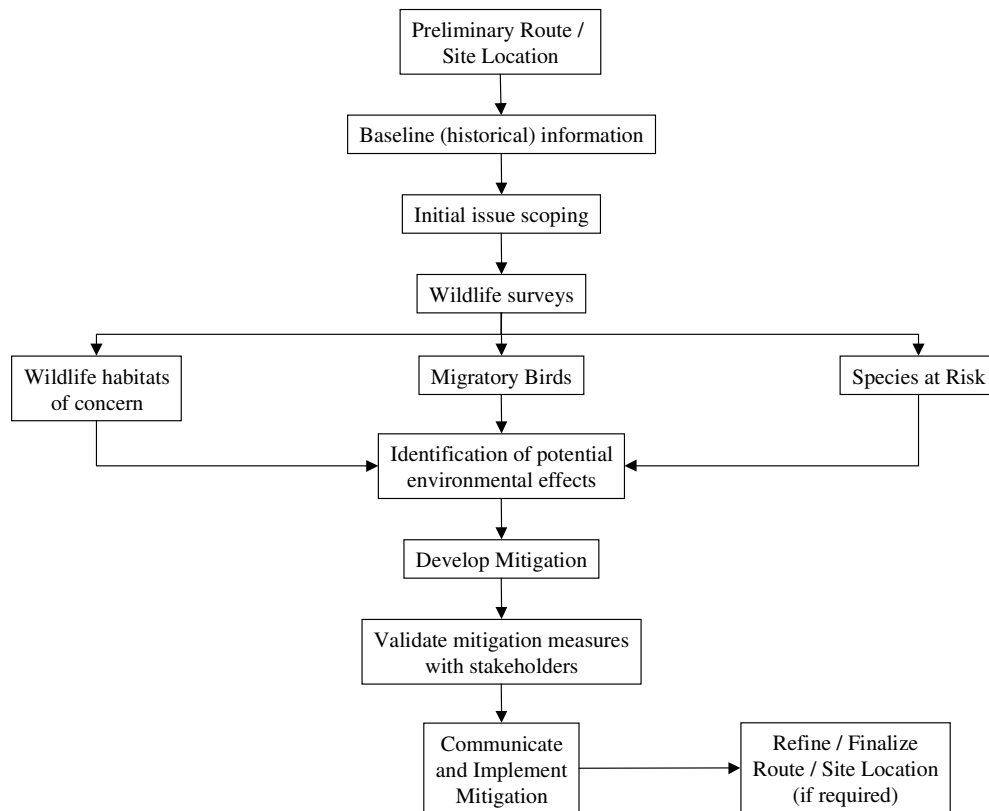 Preliminary Route /
Site Location
Baseline (historical) information
Initial issue scoping
Wildlife surveys
Wildlife habitats
of concern
Migratory Birds
Species at Risk
Identification of potential
environmental effects
Develop Mitigation
Validate mitigation measures
with stakeholders
Communicate
and Implement
Mitigation
Refine / Finalize
Route / Site Location
(if required)